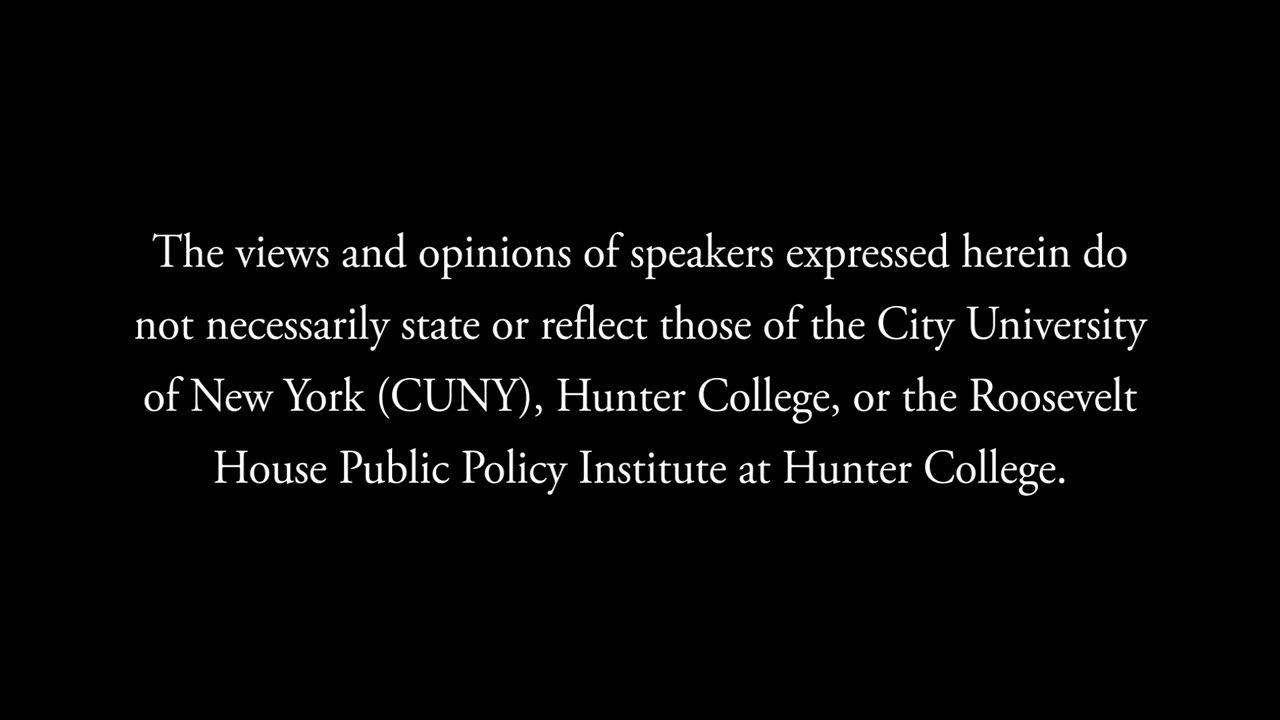 The views and opinions of speakers expressed herein do
not necessarily state or reflect those of the City University
of New York (CUNY), Hunter College, or the Roosevelt
House Public Policy Institute at Hunter College.